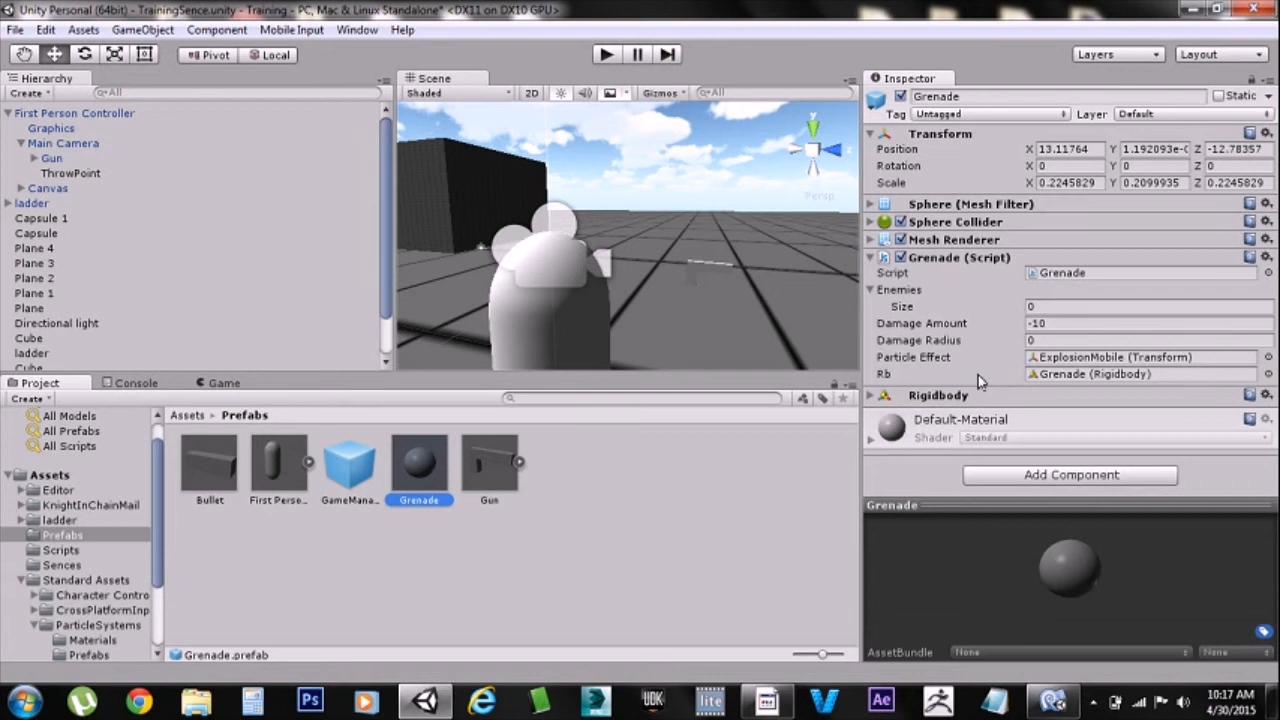 Unity Personal (64bit) - TrainingSence.unity - Training - PC, Mac & Linux Standalone* <DX11 on DX10 GPU>
File Edit Assets GameObject Component Mobile Input Window Help
Pivot Local Layers Layout
Hierarchy
Create All
First Person Controller
Graphics
Main Camera
Gun
ThrowPoint
Canvas
ladder
Capsule 1
Capsule
Plane 4
Plane 3
Plane 2
Plane 1
Plane
Directional light
Cube
ladder
Cube
Scene
Shaded 2D Gizmos All
y
z
Persp
Inspector
Grenade Static
Tag Untagged Layer Default
Transform
Position X 13.11764 Y 1.192093e-( Z -12.78357
Rotation X 0 Y 0 Z 0
Scale X 0.2245829 Y 0.2099935 Z 0.2245829
Sphere (Mesh Filter)
Sphere Collider
Mesh Renderer
Grenade (Script)
Script Grenade
Enemies
Size 0
Damage Amount -10
Damage Radius 0
Particle Effect ExplosionMobile (Transform)
Rb Grenade (Rigidbody)
Rigidbody
Default-Material
Shader Standard
Add Component
Grenade
AssetBundle None None
Project Console Game
Create
All Models
All Prefabs
All Scripts
Assets
Editor
KnightInChainMail
ladder
Prefabs
Scripts
Sences
Standard Assets
Character Contro
CrossPlatformInp
ParticleSystems
Materials
Prefabs
Assets Prefabs
Bullet First Perse... GameMana... Grenade Gun
Grenade.prefab
Ps UDK lite Ae
10:17 AM
4/30/2015